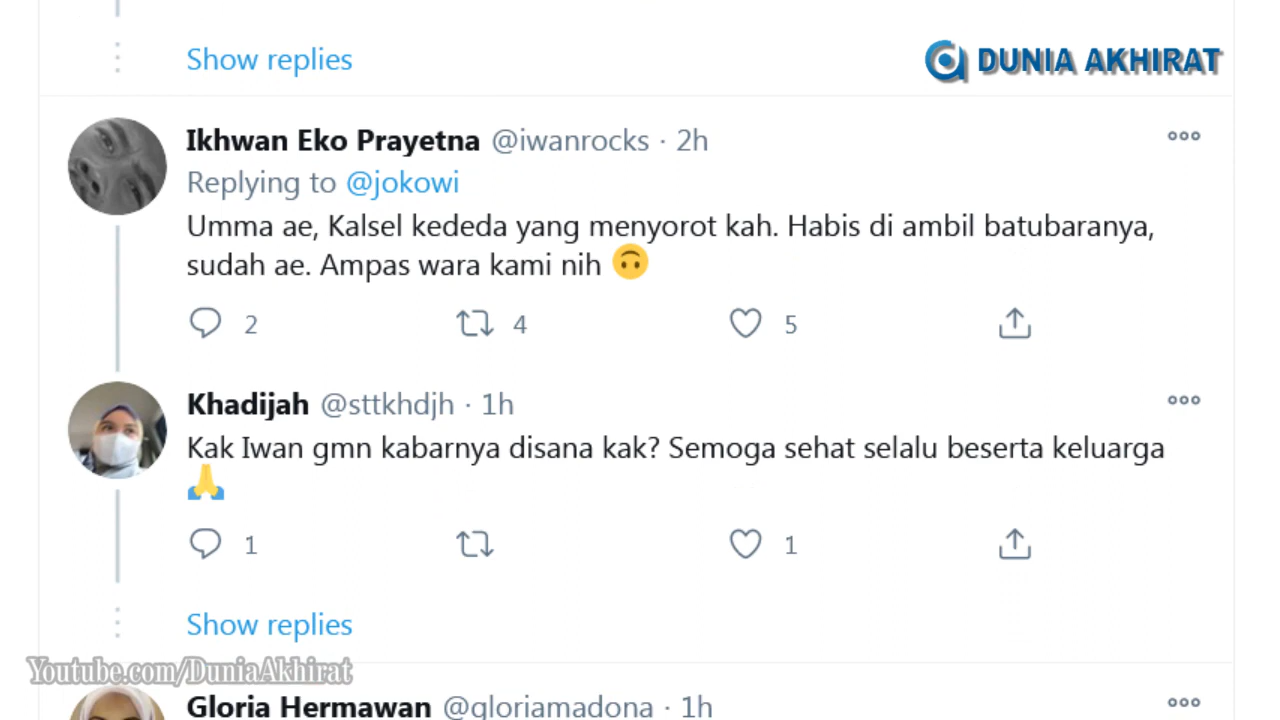 Show replies
DUNIA AKHIRAT
Ikhwan Eko Prayetna @iwanrocks · 2h
Replying to @jokowi
Umma ae, Kalsel kededa yang menyorot kah. Habis di ambil batubaranya,
sudah ae. Ampas wara kami nih 🙃
2 4 5
Khadijah @sttkhdjh · 1h
Kak Iwan gmn kabarnya disana kak? Semoga sehat selalu beserta keluarga
🙏
1 1
Show replies
Youtube.com/DuniaAkhirat
Gloria Hermawan @gloriamadona · 1h